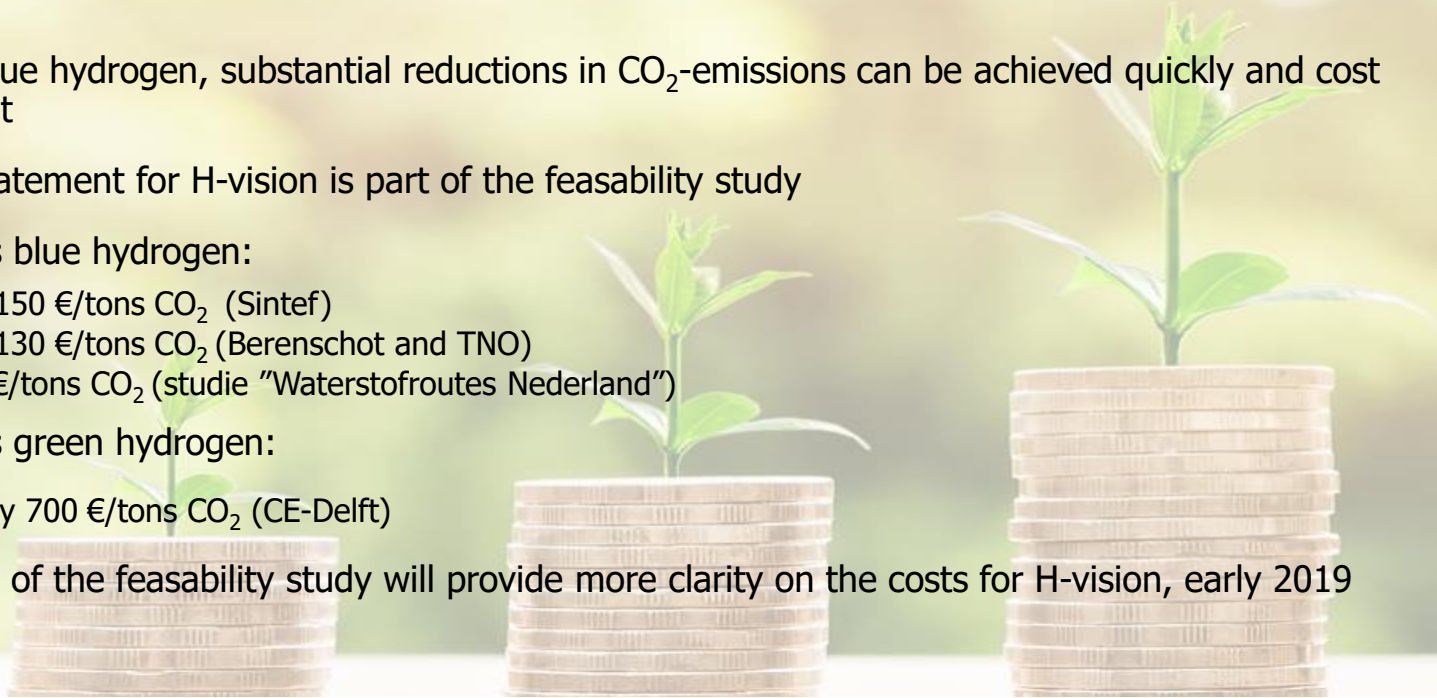 ue hydrogen, substantial reductions in CO₂-emissions can be achieved quickly and cost
t
atement for H-vision is part of the feasability study
s blue hydrogen:
150 €/tons CO₂ (Sintef)
130 €/tons CO₂ (Berenschot and TNO)
€/tons CO₂ (studie ”Waterstofroutes Nederland”)
s green hydrogen:
y 700 €/tons CO₂ (CE-Delft)
of the feasability study will provide more clarity on the costs for H-vision, early 2019